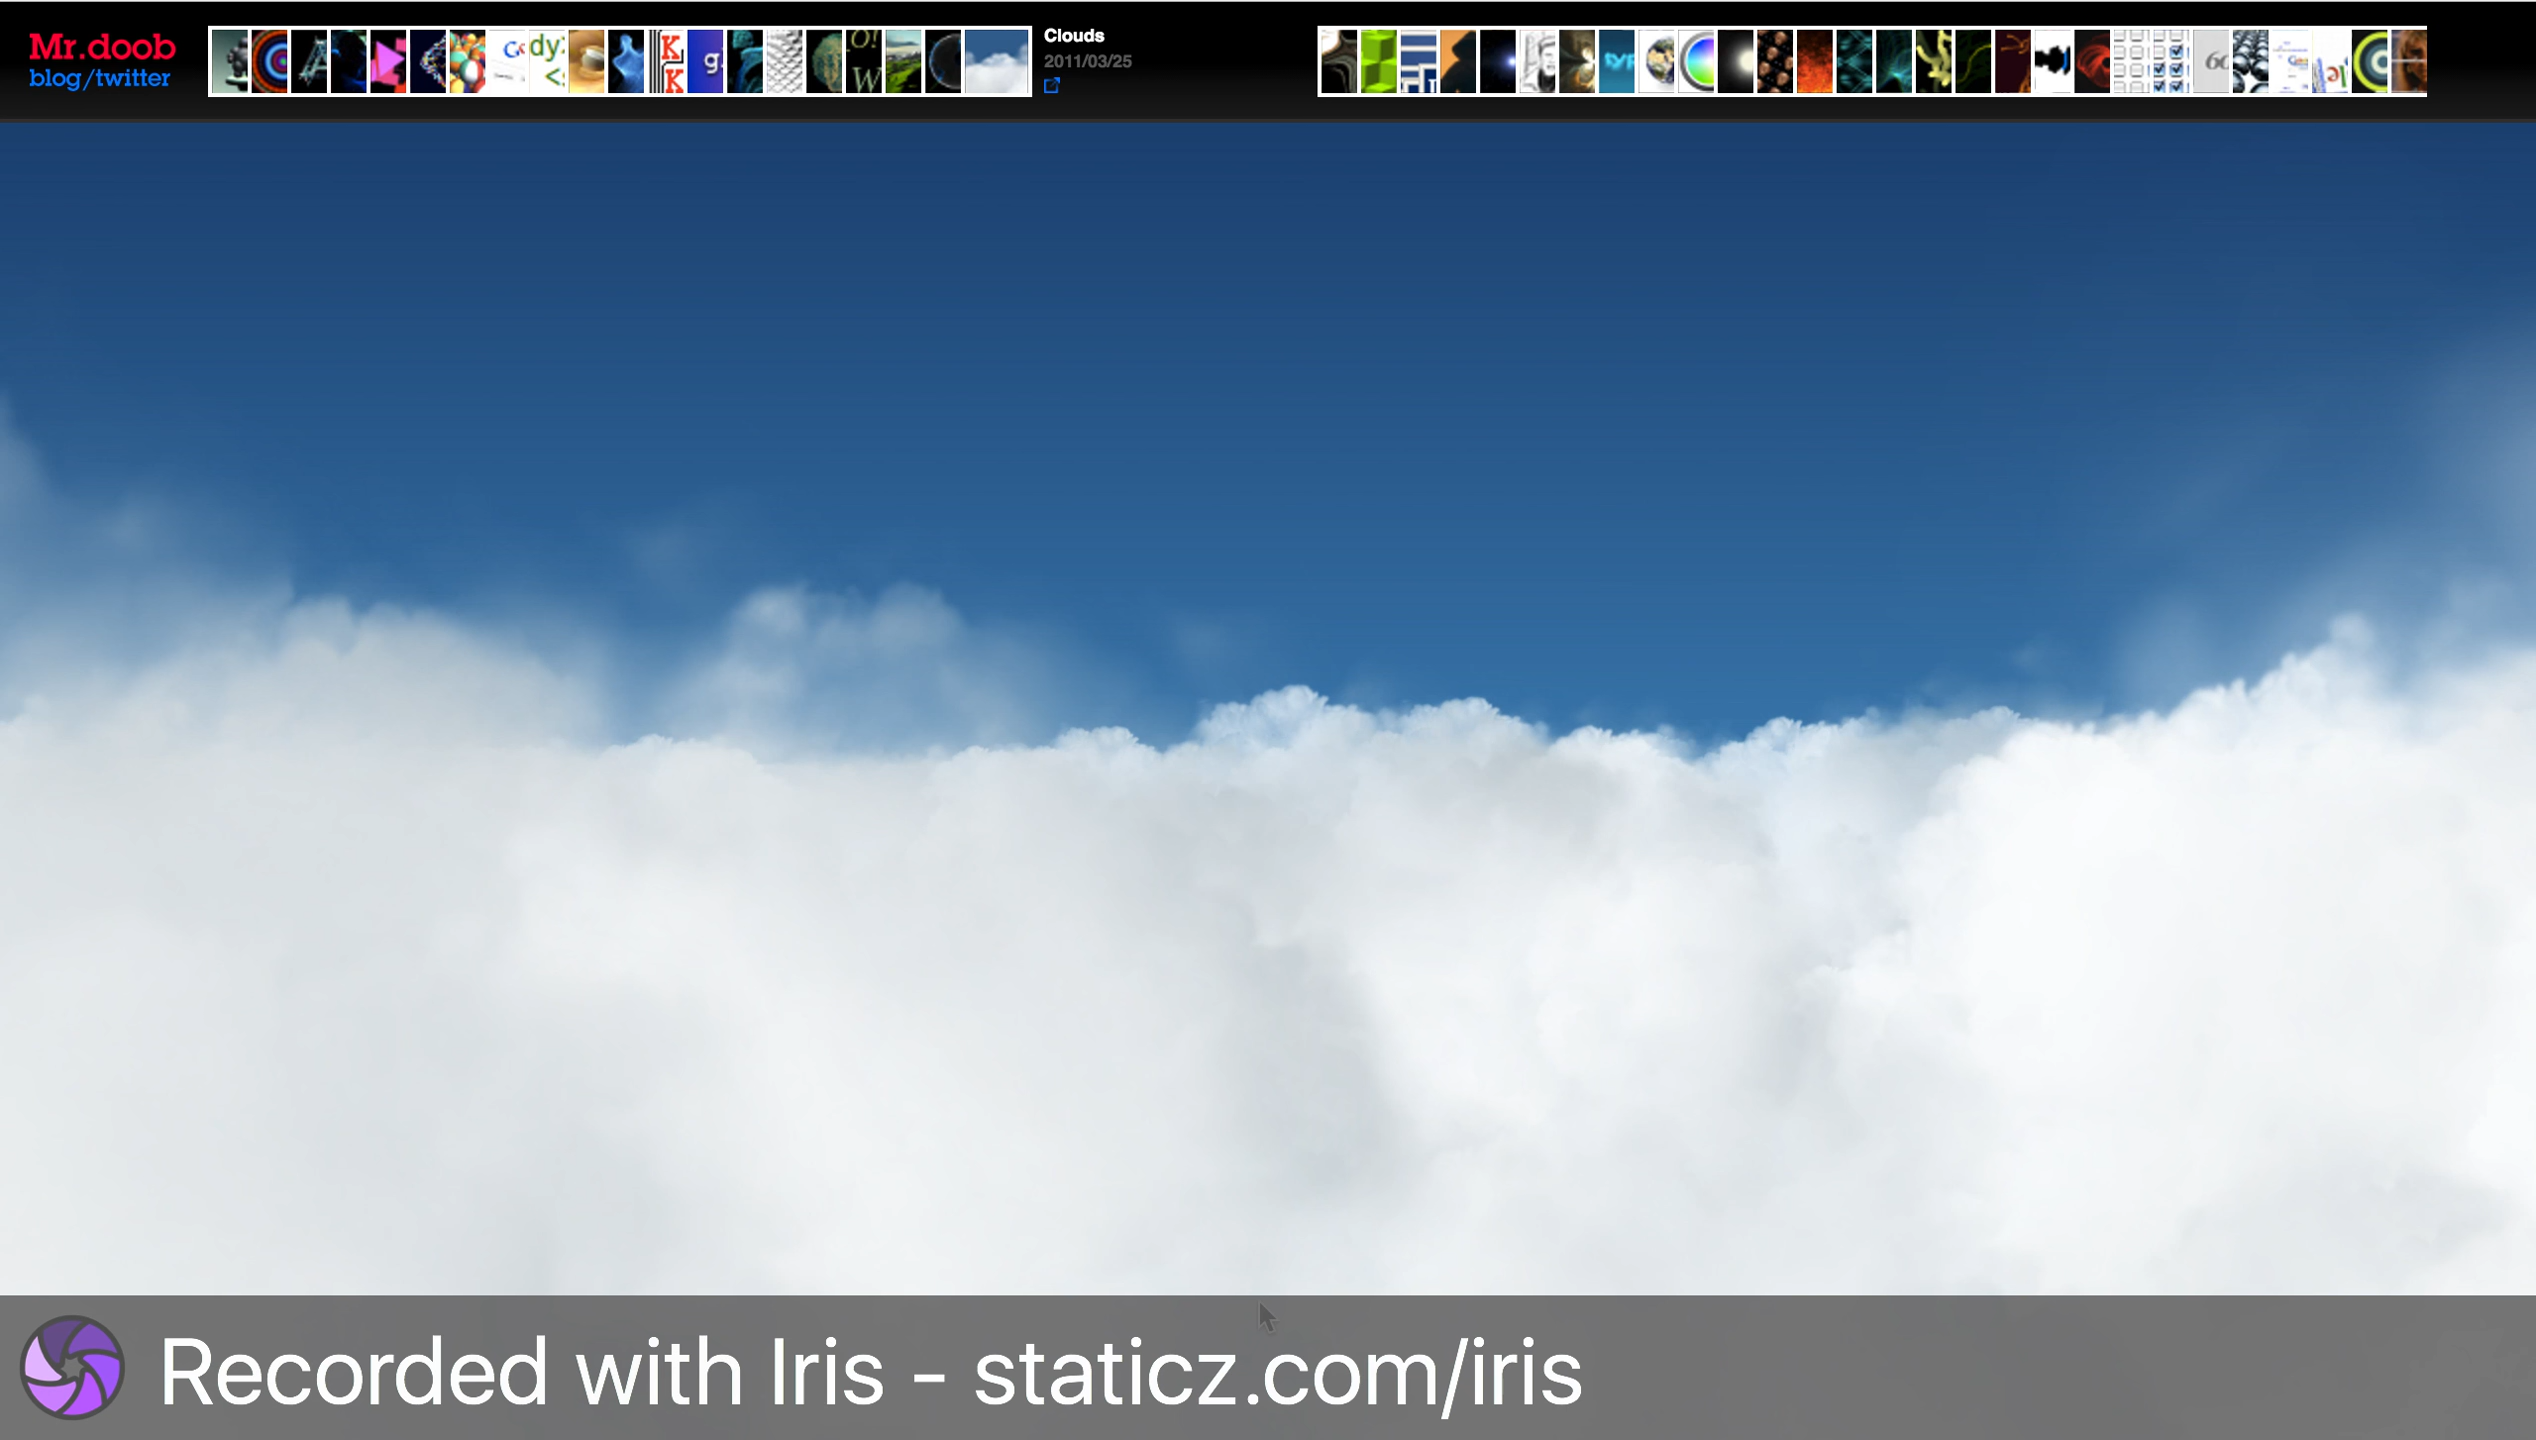 Mr.doob
blog/twitter
Clouds
2011/03/25
Recorded with Iris - staticz.com/iris